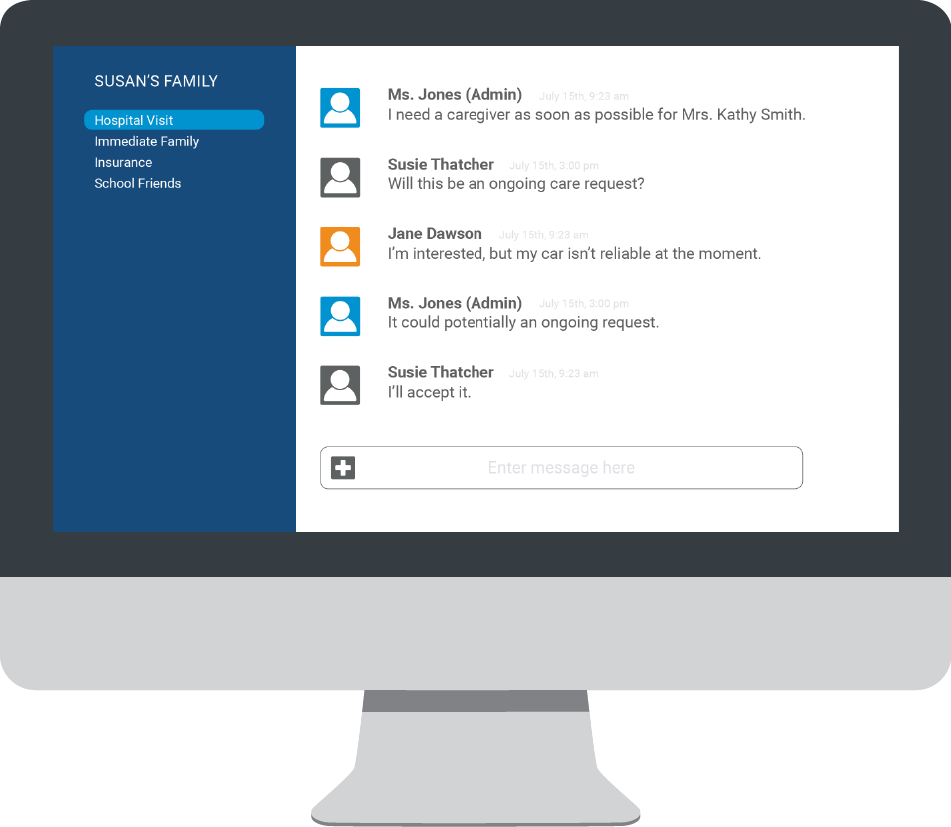 SUSAN'S FAMILY
Hospital Visit
Immediate Family
Insurance
School Friends
Ms. Jones (Admin) July 15th, 9:23 am
I need a caregiver as soon as possible for Mrs. Kathy Smith.
Susie Thatcher July 15th, 3:00 pm
Will this be an ongoing care request?
Jane Dawson July 15th, 9:23 am
I'm interested, but my car isn't reliable at the moment.
Ms. Jones (Admin) July 15th, 3:00 pm
It could potentially an ongoing request.
Susie Thatcher July 15th, 9:23 am
I'll accept it.
Enter message here